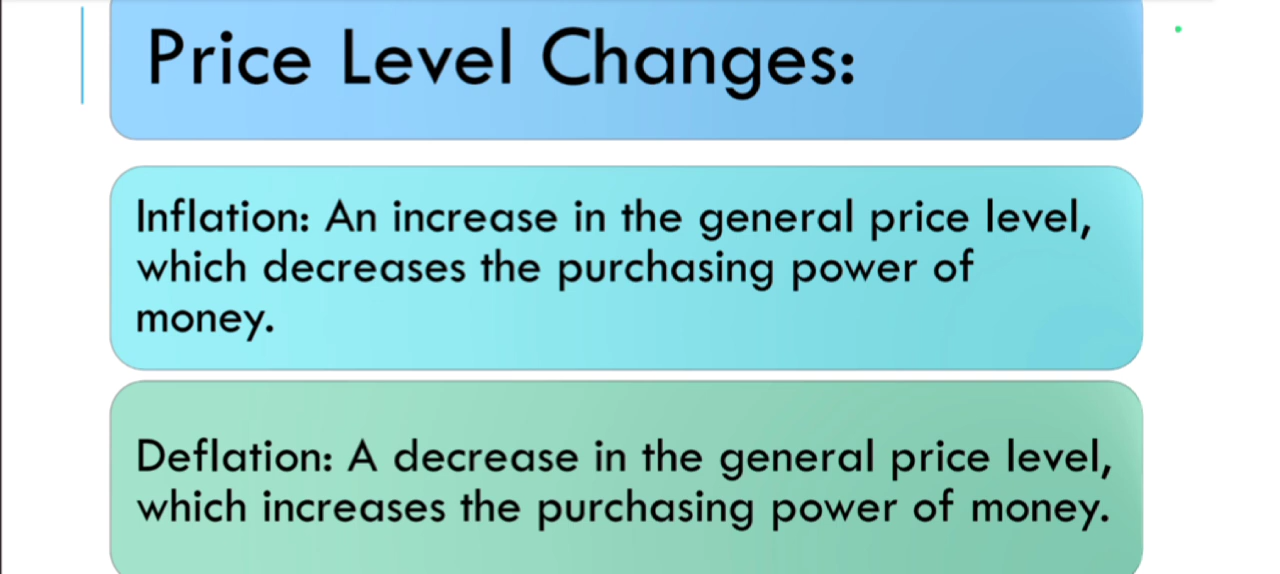 Price Level Changes:
Inflation: An increase in the general price level,
which decreases the purchasing power of
money.
Deflation: A decrease in the general price level,
which increases the purchasing power of money.